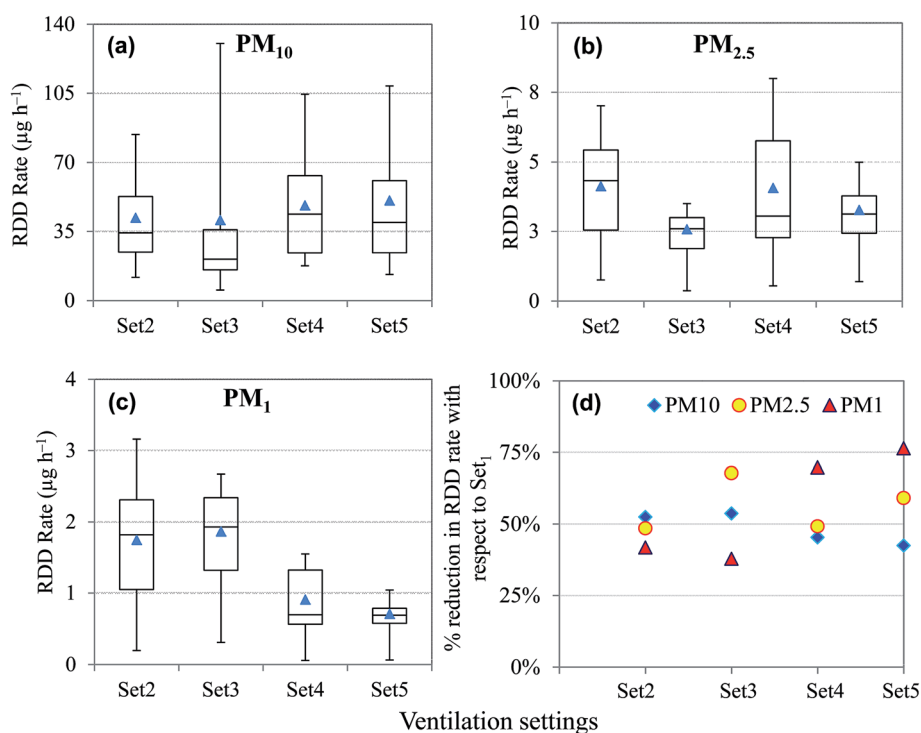 (a) PM10
RDD Rate (µg h⁻¹)
140
105
70
35
0
Set2 Set3 Set4 Set5
(b) PM2.5
RDD Rate (µg h⁻¹)
10
8
5
3
0
Set2 Set3 Set4 Set5
(c) PM1
RDD Rate (µg h⁻¹)
4
3
2
1
0
Set2 Set3 Set4 Set5
(d)
PM10 PM2.5 PM1
% reduction in RDD rate with
respect to Set1
100%
75%
50%
25%
0%
Set2 Set3 Set4 Set5
Ventilation settings